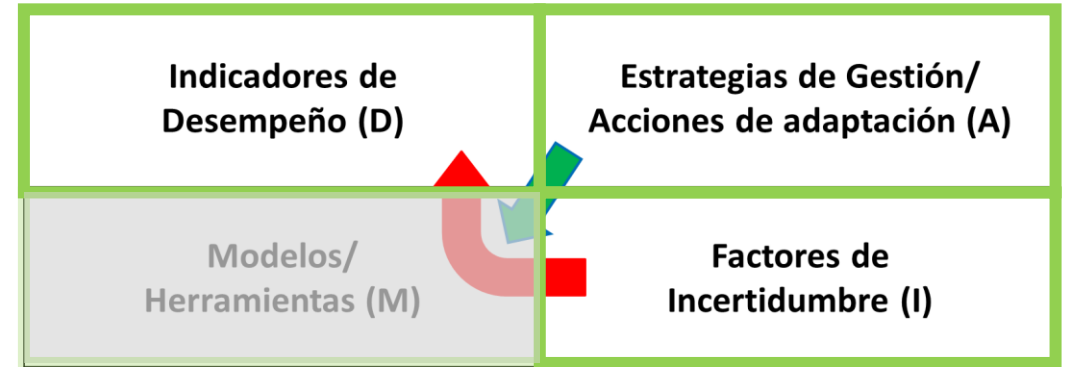 Indicadores de
Desempeño (D)
Estrategias de Gestión/
Acciones de adaptación (A)
Modelos/
Herramientas (M)
Factores de
Incertidumbre (I)